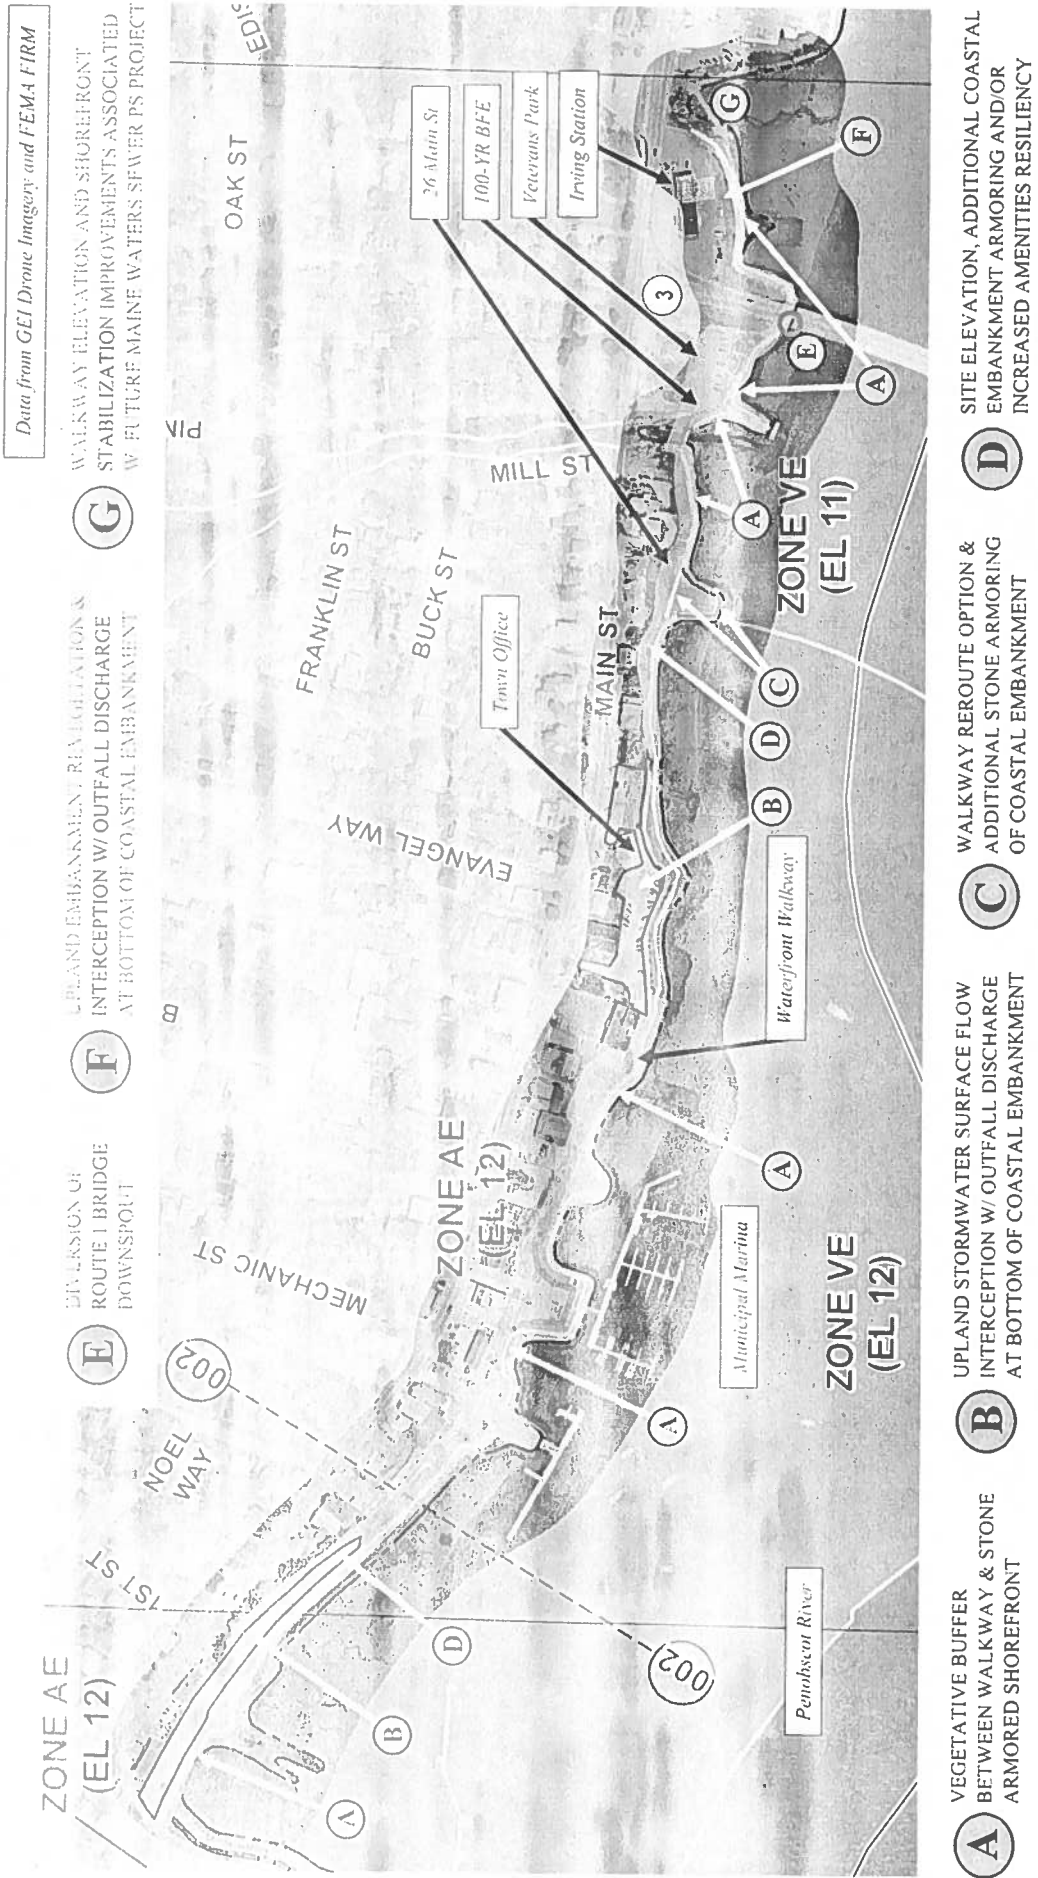 Data from GEI Drone Imagery and FEMA FIRM
E
DIVERSION OF
ROUTE 1 BRIDGE
DOWNSPOUT
F
UPLAND EMBANKMENT REVEGITATION &
INTERCEPTION W/ OUTFALL DISCHARGE
AT BOTTOM OF COASTAL EMBANKMENT
G
WALKWAY ELEVATION AND SHOREFRONT
STABILIZATION IMPROVEMENTS ASSOCIATED
W/ FUTURE MAINE WATERS SEWER PS PROJECT
ZONE AE
(EL 12)
1ST ST
NOEL
WAY
002
MECHANIC ST
B
EVANGEL WAY
FRANKLIN ST
BUCK ST
PIN
MILL ST
OAK ST
EDIS
ZONE AE
(EL 12)
MAIN ST
Town Office
26 Main St
100-YR BFE
Veterans Park
Irving Station
3
A
B
D
002
A
A
B
D
C
A
A
E
F
G
Penobscot River
Municipal Marina
Waterfront Walkway
ZONE VE
(EL 12)
ZONE VE
(EL 11)
A
VEGETATIVE BUFFER
BETWEEN WALKWAY & STONE
ARMORED SHOREFRONT
B
UPLAND STORMWATER SURFACE FLOW
INTERCEPTION W/ OUTFALL DISCHARGE
AT BOTTOM OF COASTAL EMBANKMENT
C
WALKWAY REROUTE OPTION &
ADDITIONAL STONE ARMORING
OF COASTAL EMBANKMENT
D
SITE ELEVATION, ADDITIONAL COASTAL
EMBANKMENT ARMORING AND/OR
INCREASED AMENITIES RESILIENCY